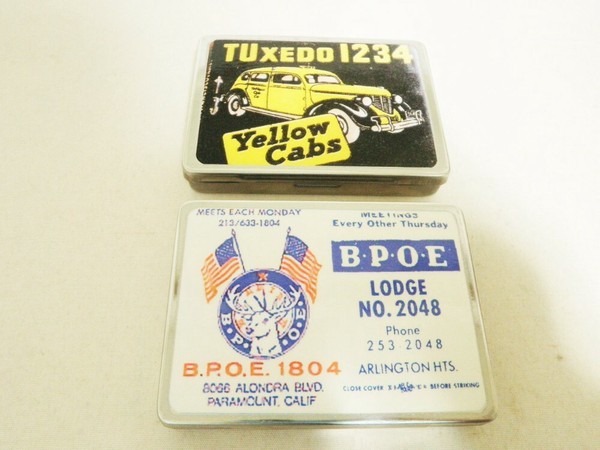 TUXEDO 1234
Yellow
Cabs
MEETS EACH MONDAY
213/633-1804
B.P.O.E.
B.P.O.E. 1804
8066 ALONDRA BLVD.
PARAMOUNT, CALIF
MEETINGS
Every Other Thursday
B·P·O·E
LODGE
NO. 2048
Phone
253 2048
ARLINGTON HTS.
CLOSE COVER BEFORE STRIKING